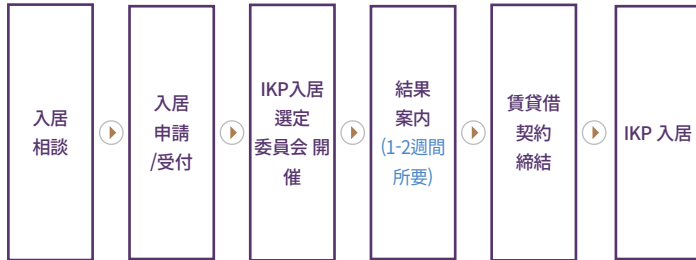 入居
相談
入居
申請
/受付
IKP入居
選定
委員会 開
催
結果
案内
(1-2週間
所要)
賃貸借
契約
締結
IKP 入居